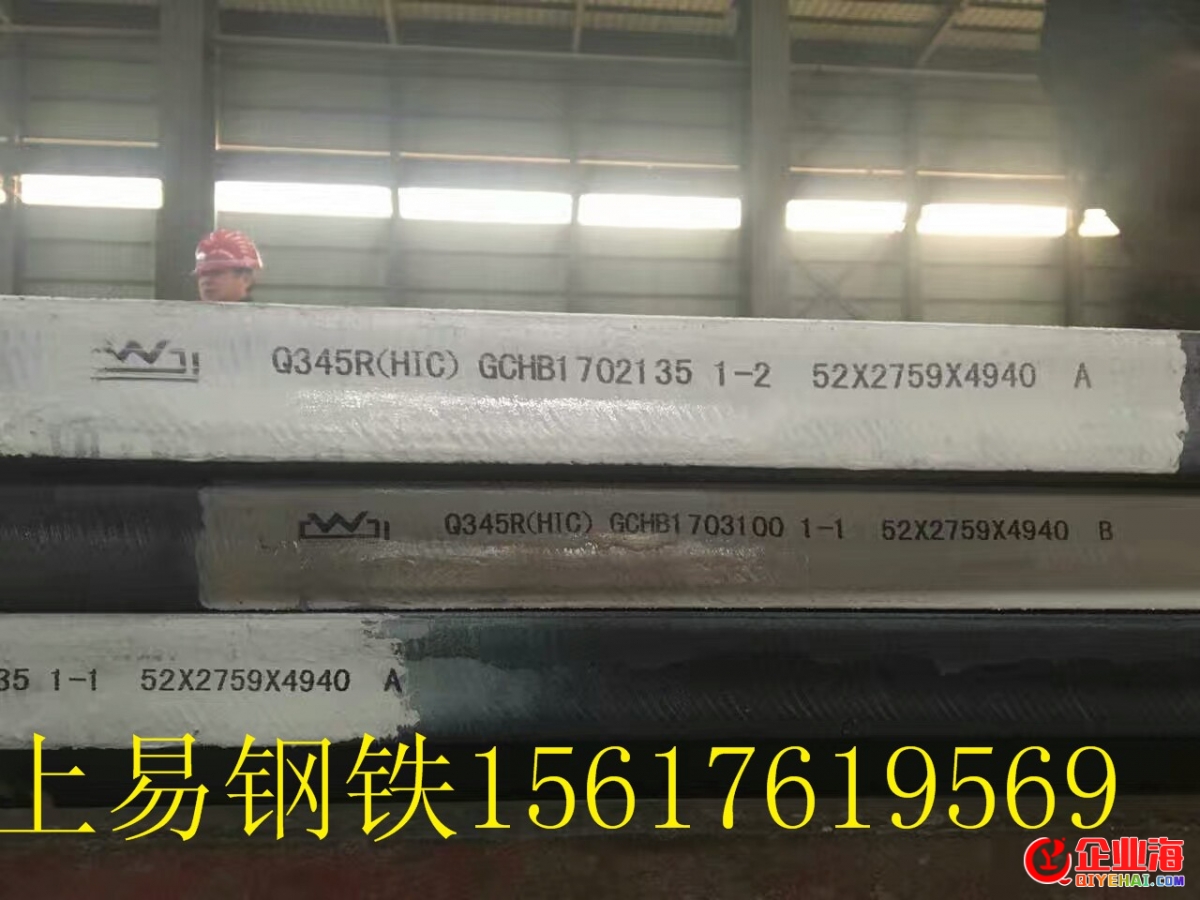 Q345R(HIC) GCHB1702135 1-2 52X2759X4940 A
Q345R(HIC) GCHB1703100 1-1 52X2759X4940 B
35 1-1 52X2759X4940 A
上易钢铁15617619569
企业海
QIYEHAI.COM